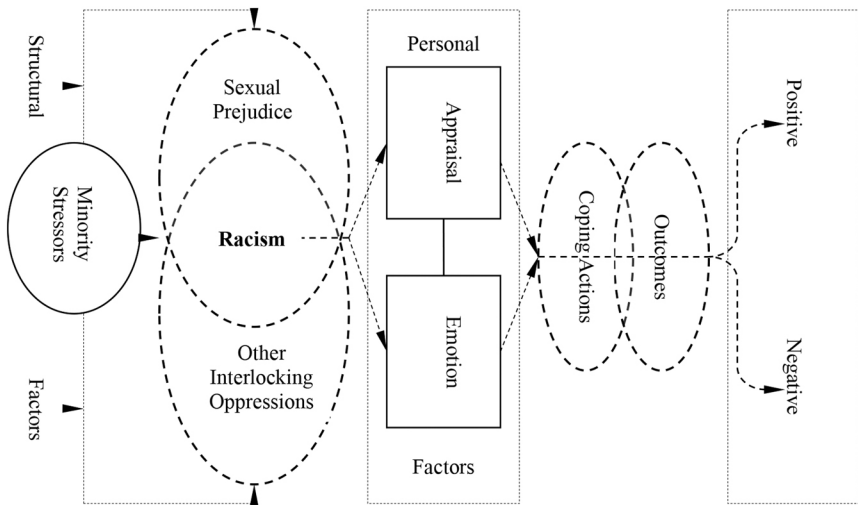 Structural
Minority
Stressors
Factors
Sexual
Prejudice
Racism
Other
Interlocking
Oppressions
Personal
Appraisal
Emotion
Factors
Coping Actions
Outcomes
Positive
Negative